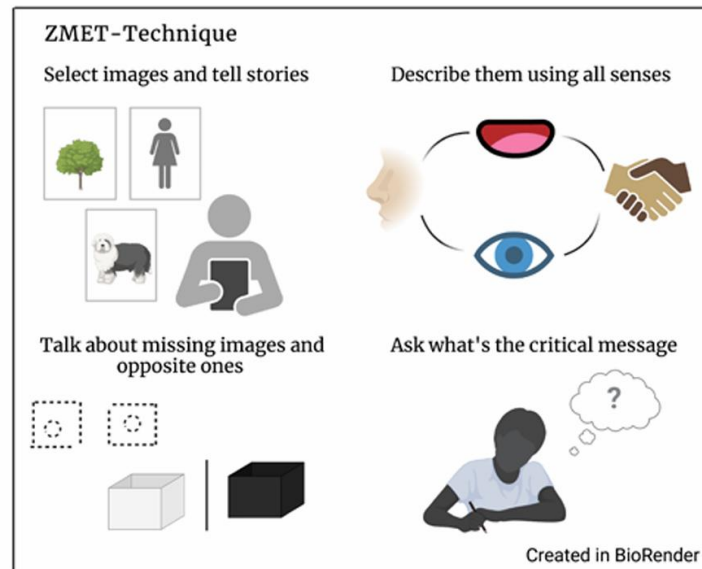 ZMET-Technique
Select images and tell stories
Describe them using all senses
Talk about missing images and
opposite ones
Ask what's the critical message
?
Created in BioRender